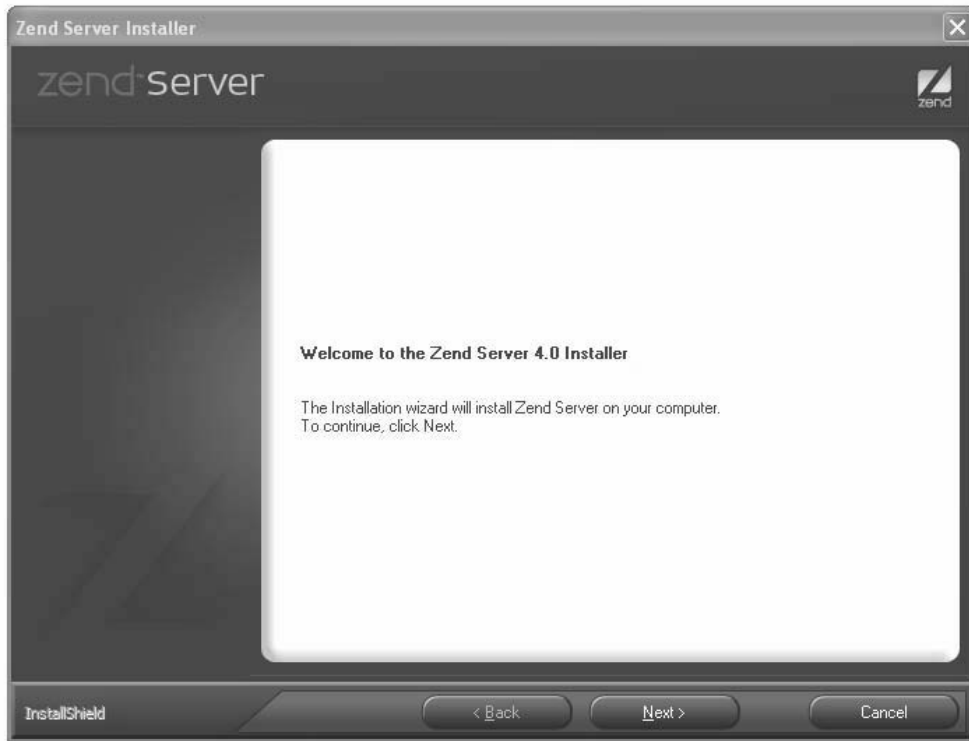 Zend Server Installer
zend Server
zend
Welcome to the Zend Server 4.0 Installer
The Installation wizard will install Zend Server on your computer.
To continue, click Next.
InstallShield
< Back
Next >
Cancel